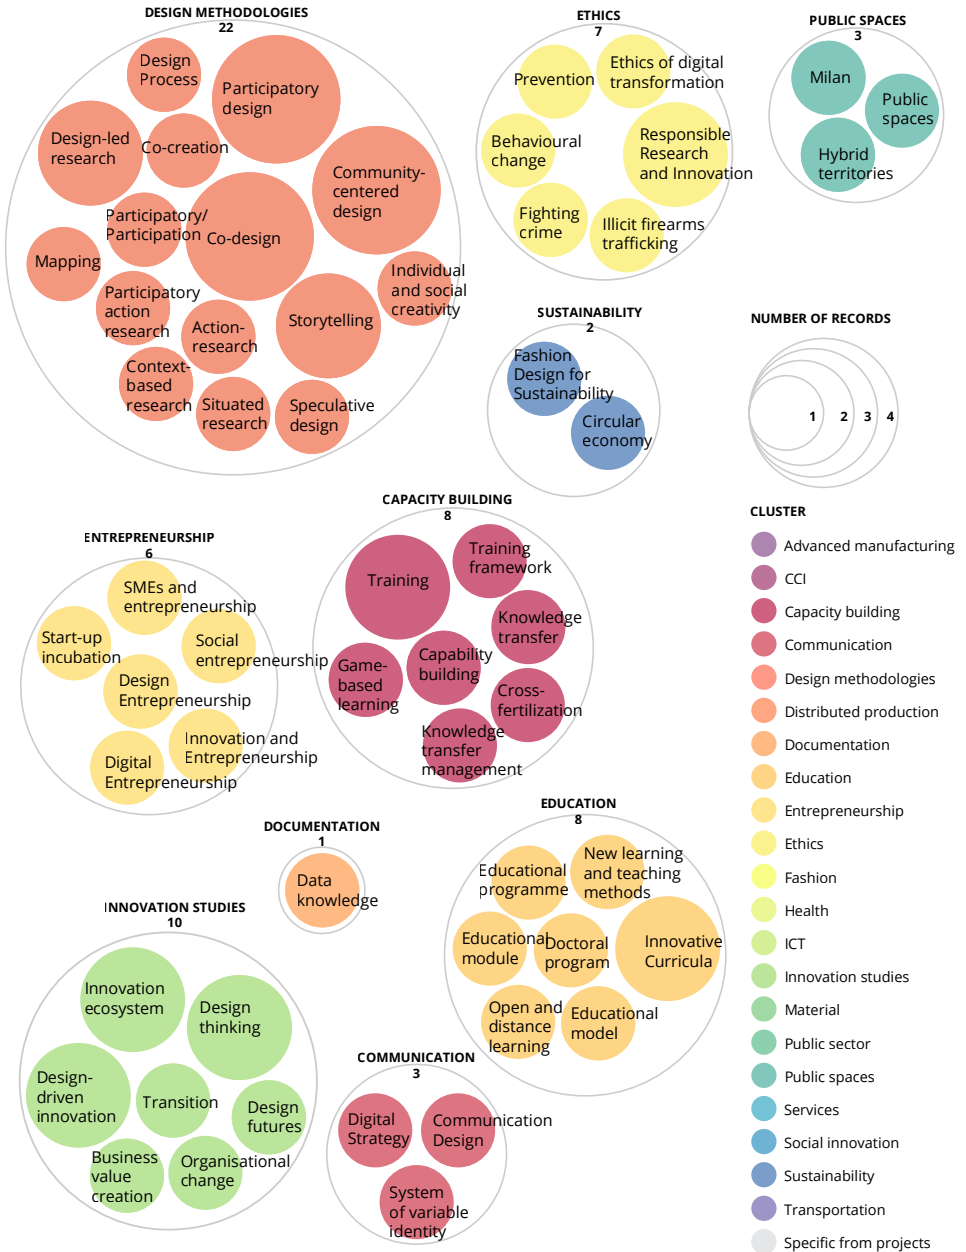 DESIGN METHODOLOGIES
22
Design
Process
Participatory
design
Design-led
research
Co-creation
Community-
centered
design
Participatory/
Participation
Co-design
Mapping
Individual
and social
creativity
Participatory
action
research
Action-
research
Storytelling
Context-
based
research
Situated
research
Speculative
design
ETHICS
7
Prevention
Ethics of digital
transformation
Behavioural
change
Responsible
Research
and Innovation
Fighting
crime
Illicit firearms
trafficking
PUBLIC SPACES
3
Milan
Public
spaces
Hybrid
territories
SUSTAINABILITY
2
Fashion
Design for
Sustainability
Circular
economy
NUMBER OF RECORDS
1 2 3 4
CAPACITY BUILDING
8
Training
Training
framework
Knowledge
transfer
Capability
building
Game-
based
learning
Cross-
fertilization
Knowledge
transfer
management
ENTREPRENEURSHIP
6
SMEs and
entrepreneurship
Start-up
incubation
Social
entrepreneurship
Design
Entrepreneurship
Innovation and
Entrepreneurship
Digital
Entrepreneurship
DOCUMENTATION
1
Data
knowledge
EDUCATION
8
Educational
programme
New learning
and teaching
methods
Educational
module
Doctoral
program
Innovative
Curricula
Open and
distance
learning
Educational
model
INNOVATION STUDIES
10
Innovation
ecosystem
Design
thinking
Design-
driven
innovation
Transition
Design
futures
Business
value
creation
Organisational
change
COMMUNICATION
3
Digital
Strategy
Communication
Design
System
of variable
identity
CLUSTER
Advanced manufacturing
CCI
Capacity building
Communication
Design methodologies
Distributed production
Documentation
Education
Entrepreneurship
Ethics
Fashion
Health
ICT
Innovation studies
Material
Public sector
Public spaces
Services
Social innovation
Sustainability
Transportation
Specific from projects